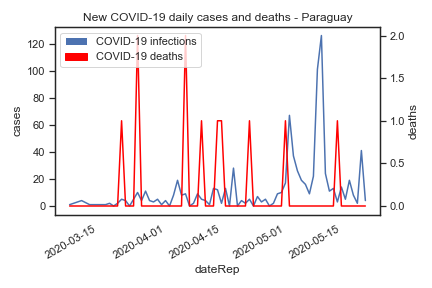 New COVID-19 daily cases and deaths - Paraguay
COVID-19 infections
COVID-19 deaths
120
100
80
60
40
20
0
cases
2.0
1.5
1.0
0.5
0.0
deaths
2020-03-15
2020-04-01
2020-04-15
2020-05-01
2020-05-15
dateRep